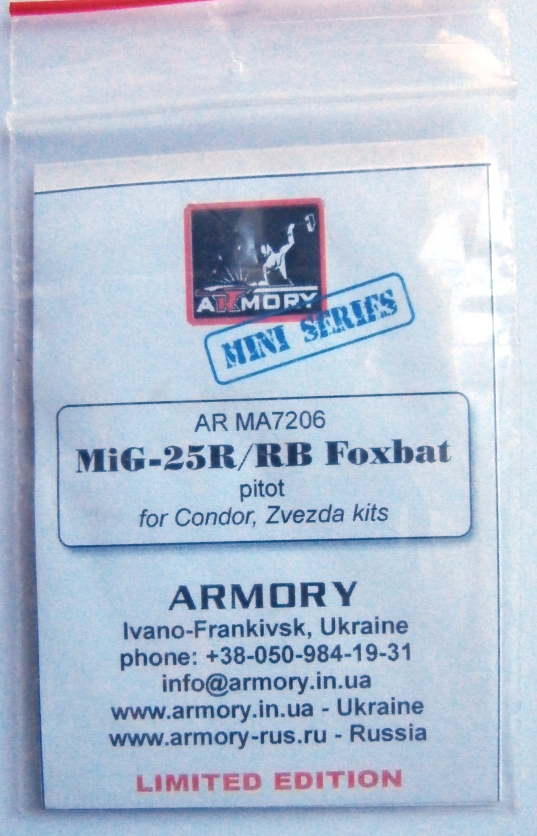 ARMORY
MINI SERIES
AR MA7206
MiG-25R/RB Foxbat
pitot
for Condor, Zvezda kits
ARMORY
Ivano-Frankivsk, Ukraine
phone: +38-050-984-19-31
info@armory.in.ua
www.armory.in.ua - Ukraine
www.armory-rus.ru - Russia
LIMITED EDITION